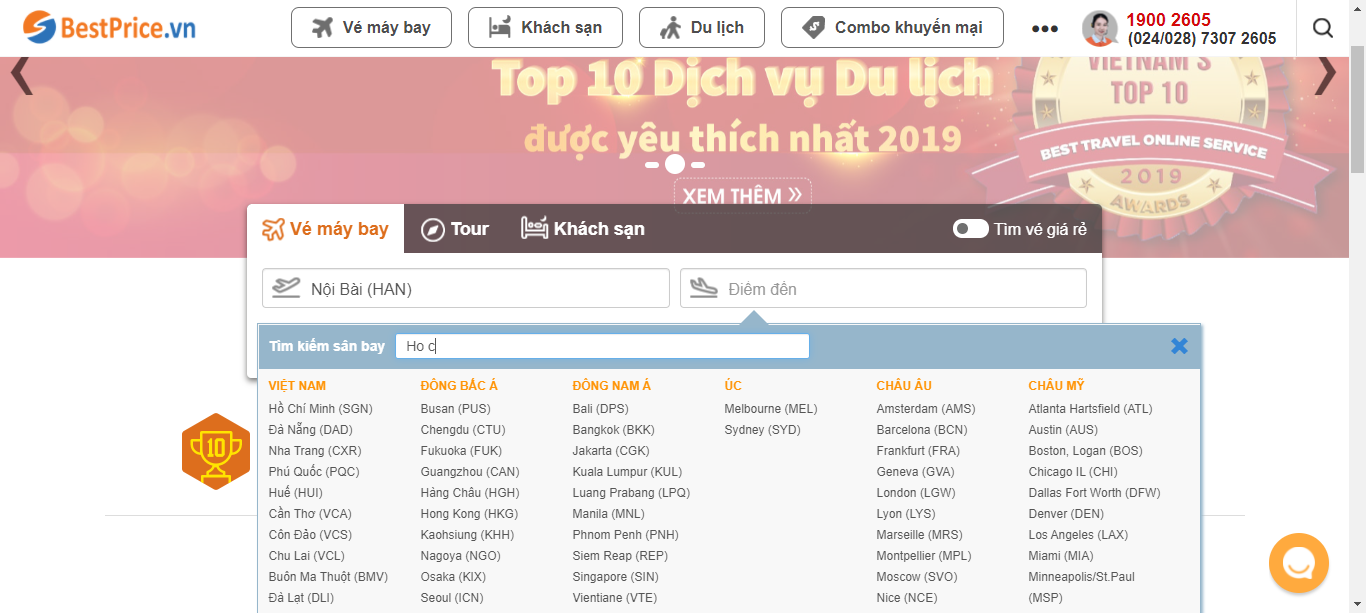 BestPrice.vn
Vé máy bay
Khách sạn
Du lịch
Combo khuyến mại
1900 2605
(024/028) 7307 2605
Top 10 Dịch vụ Du lịch
được yêu thích nhất 2019
XEM THÊM »
VIETNAM'S
TOP 10
BEST TRAVEL ONLINE SERVICE
2019
AWARDS
Vé máy bay
Tour
Khách sạn
Tìm vé giá rẻ
Nội Bài (HAN)
Điểm đến
Tìm kiếm sân bay
Ho c
VIỆT NAM
Hồ Chí Minh (SGN)
Đà Nẵng (DAD)
Nha Trang (CXR)
Phú Quốc (PQC)
Huế (HUI)
Cần Thơ (VCA)
Côn Đảo (VCS)
Chu Lai (VCL)
Buôn Ma Thuột (BMV)
Đà Lạt (DLI)
ĐÔNG BẮC Á
Busan (PUS)
Chengdu (CTU)
Fukuoka (FUK)
Guangzhou (CAN)
Hàng Châu (HGH)
Hong Kong (HKG)
Kaohsiung (KHH)
Nagoya (NGO)
Osaka (KIX)
Seoul (ICN)
ĐÔNG NAM Á
Bali (DPS)
Bangkok (BKK)
Jakarta (CGK)
Kuala Lumpur (KUL)
Luang Prabang (LPQ)
Manila (MNL)
Phnom Penh (PNH)
Siem Reap (REP)
Singapore (SIN)
Vientiane (VTE)
ÚC
Melbourne (MEL)
Sydney (SYD)
CHÂU ÂU
Amsterdam (AMS)
Barcelona (BCN)
Frankfurt (FRA)
Geneva (GVA)
London (LGW)
Lyon (LYS)
Marseille (MRS)
Montpellier (MPL)
Moscow (SVO)
Nice (NCE)
CHÂU MỸ
Atlanta Hartsfield (ATL)
Austin (AUS)
Boston, Logan (BOS)
Chicago IL (CHI)
Dallas Fort Worth (DFW)
Denver (DEN)
Los Angeles (LAX)
Miami (MIA)
Minneapolis/St.Paul
(MSP)
10